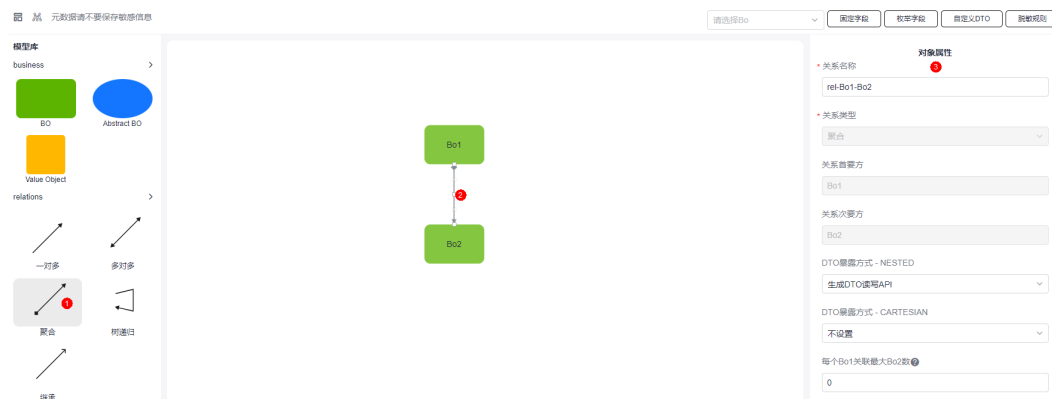 元数据请不要保存敏感信息
请选择Bo
固定字段
枚举字段
自定义DTO
脱敏规则
模型库
business
BO
Abstract BO
Value Object
relations
一对多
多对多
1
聚合
树递归
继承
Bo1
2
Bo2
对象属性
* 关系名称
3
rel-Bo1-Bo2
* 关系类型
聚合
关系首要方
Bo1
关系次要方
Bo2
DTO暴露方式 - NESTED
生成DTO读写API
DTO暴露方式 - CARTESIAN
不设置
每个Bo1关联最大Bo2数?
0